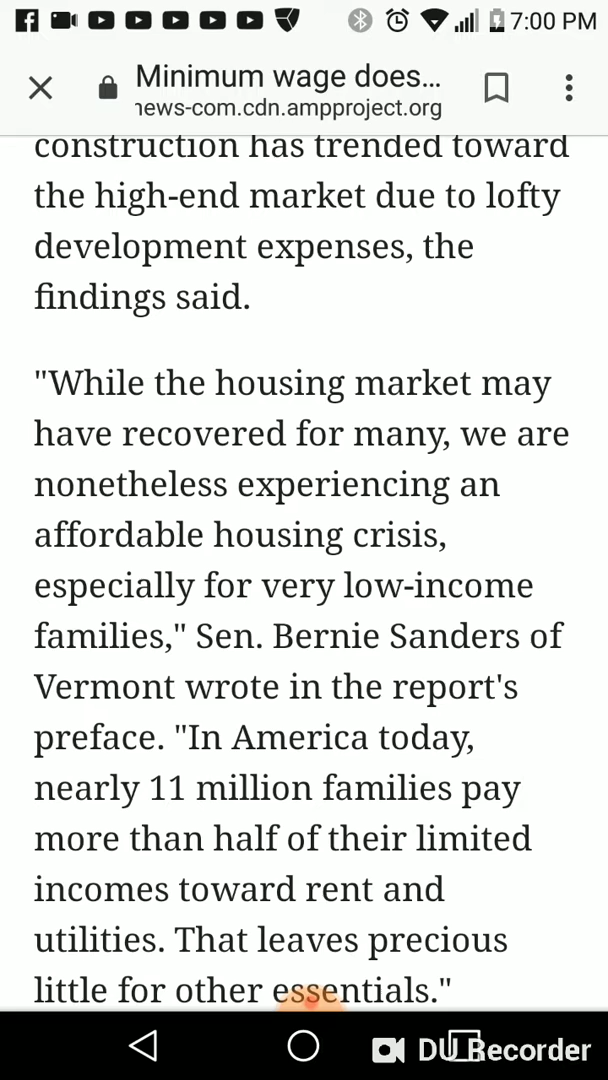 7:00 PM
Minimum wage does...
news-com.cdn.ampproject.org
construction has trended toward
the high-end market due to lofty
development expenses, the
findings said.
"While the housing market may
have recovered for many, we are
nonetheless experiencing an
affordable housing crisis,
especially for very low-income
families," Sen. Bernie Sanders of
Vermont wrote in the report's
preface. "In America today,
nearly 11 million families pay
more than half of their limited
incomes toward rent and
utilities. That leaves precious
little for other essentials."
DU Recorder